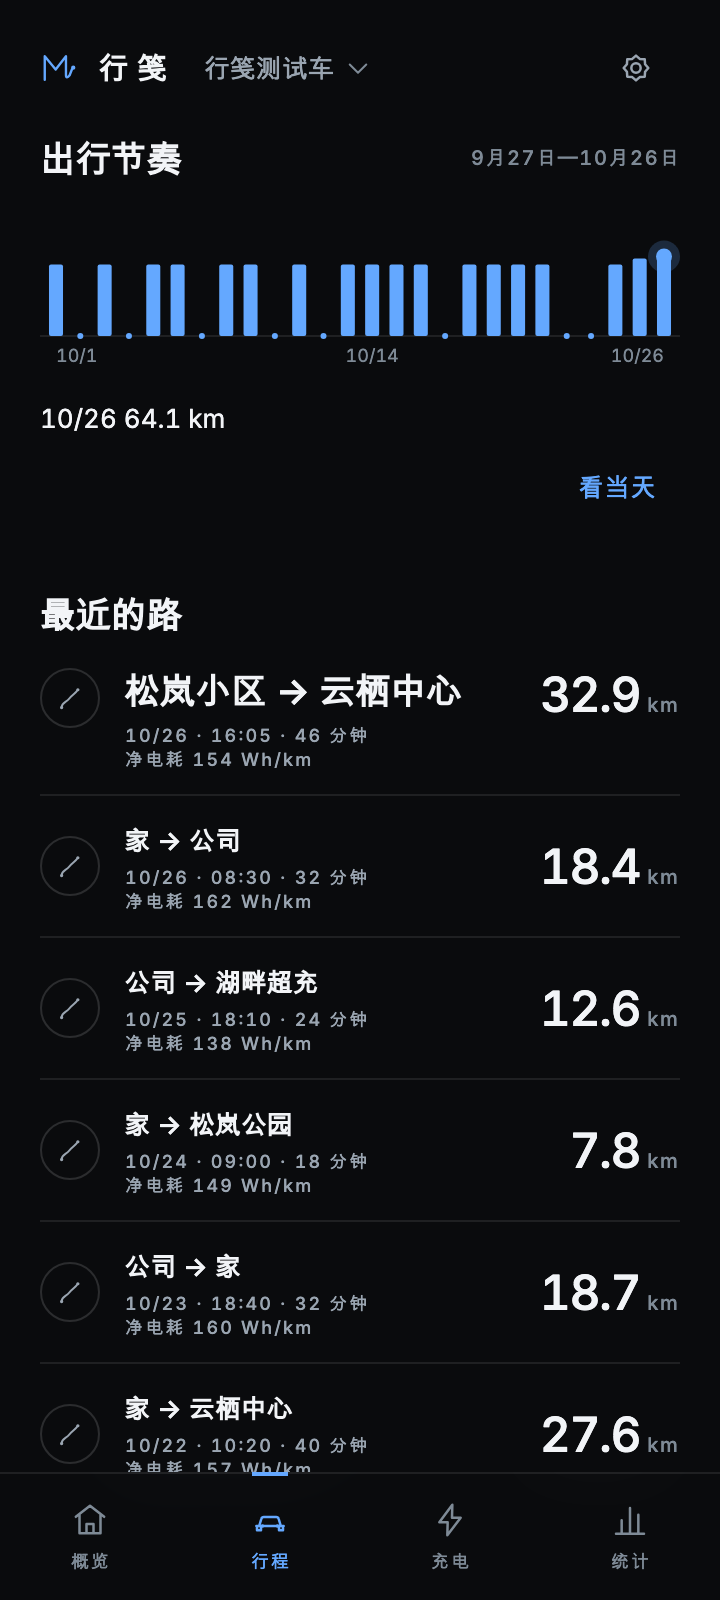 行笺 行笺测试车
出行节奏 9月27日—10月26日
10/1 10/14 10/26
10/26 64.1 km
看当天
最近的路
松岚小区 → 云栖中心 32.9 km
10/26 · 16:05 · 46 分钟
净电耗 154 Wh/km
家 → 公司 18.4 km
10/26 · 08:30 · 32 分钟
净电耗 162 Wh/km
公司 → 湖畔超充 12.6 km
10/25 · 18:10 · 24 分钟
净电耗 138 Wh/km
家 → 松岚公园 7.8 km
10/24 · 09:00 · 18 分钟
净电耗 149 Wh/km
公司 → 家 18.7 km
10/23 · 18:40 · 32 分钟
净电耗 160 Wh/km
家 → 云栖中心 27.6 km
10/22 · 10:20 · 40 分钟
净电耗 157 Wh/km
概览 行程 充电 统计